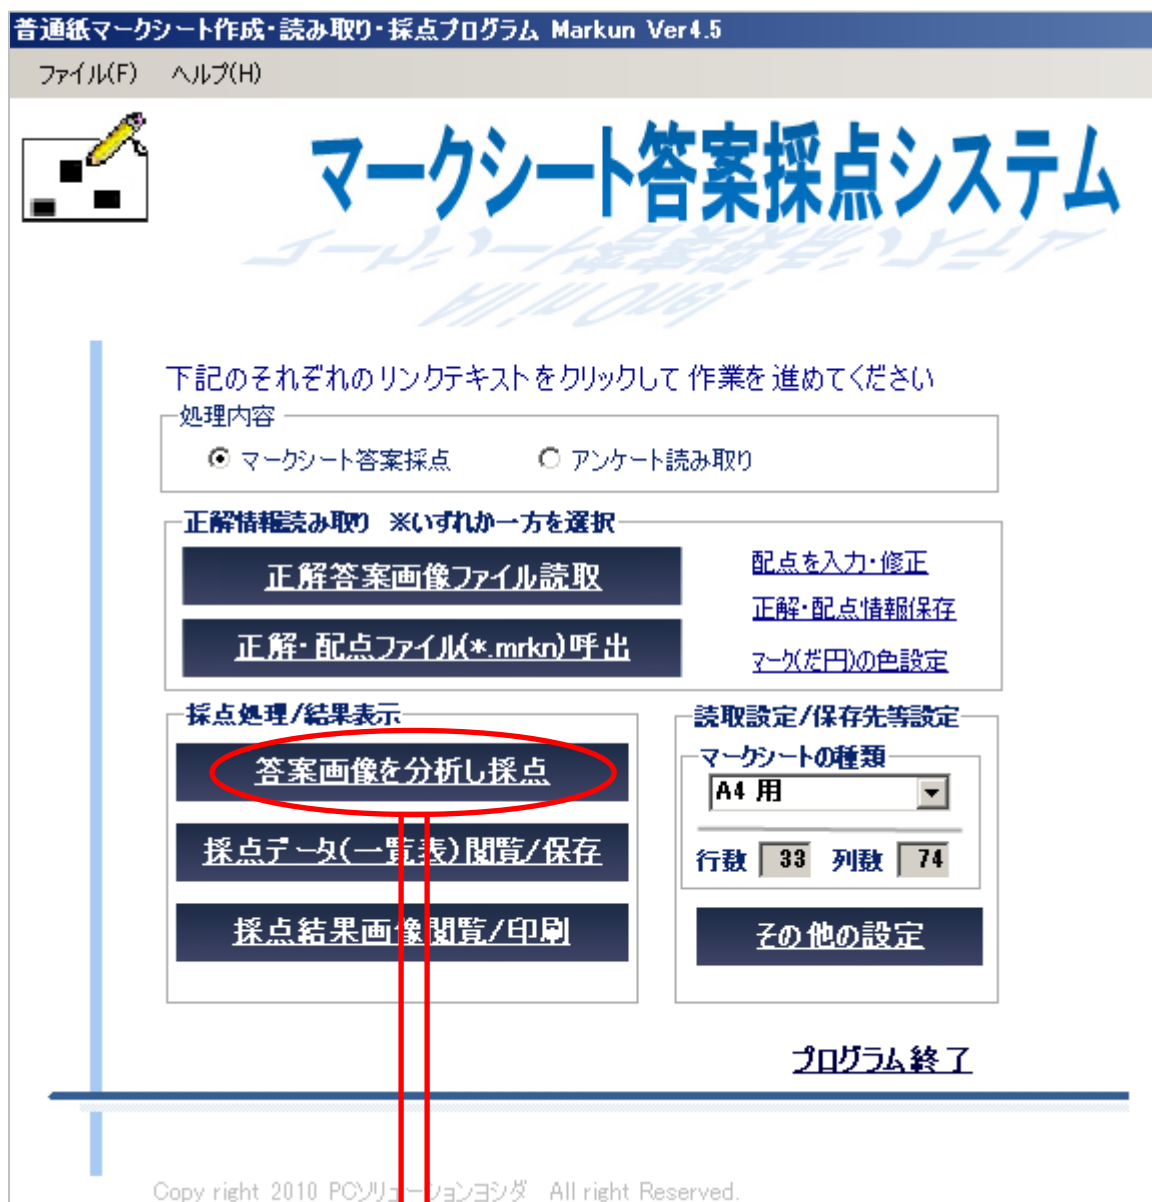 普通紙マークシート作成・読み取り・採点プログラム Markun Ver4.5
ファイル(F) ヘルプ(H)
マークシート答案採点システム
下記のそれぞれのリンクテキストをクリックして作業を進めてください
処理内容
マークシート答案採点 アンケート読み取り
正解情報読み取り ※いずれか一方を選択
正解答案画像ファイル読取
配点を入力・修正
正解・配点情報保存
正解・配点ファイル(*.mrkn)呼出
マーク(だ円)の色設定
採点処理/結果表示
答案画像を分析し採点
採点データ(一覧表)閲覧/保存
採点結果画像閲覧/印刷
読取設定/保存先等設定
マークシートの種類
A4 用
行数 33 列数 74
その他の設定
プログラム終了
Copy right 2010 PCソリューションヨシダ All right Reserved.